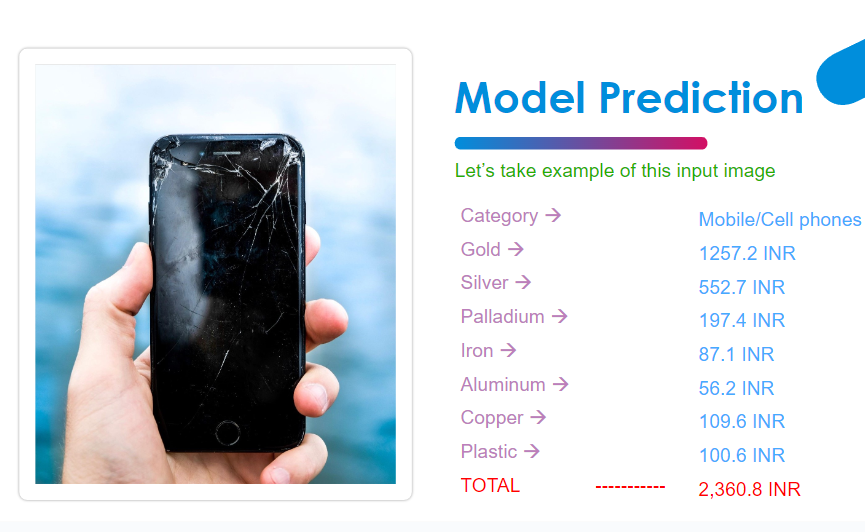 Model Prediction
Let's take example of this input image
Category → Mobile/Cell phones
Gold → 1257.2 INR
Silver → 552.7 INR
Palladium → 197.4 INR
Iron → 87.1 INR
Aluminum → 56.2 INR
Copper → 109.6 INR
Plastic → 100.6 INR
TOTAL ----------- 2,360.8 INR